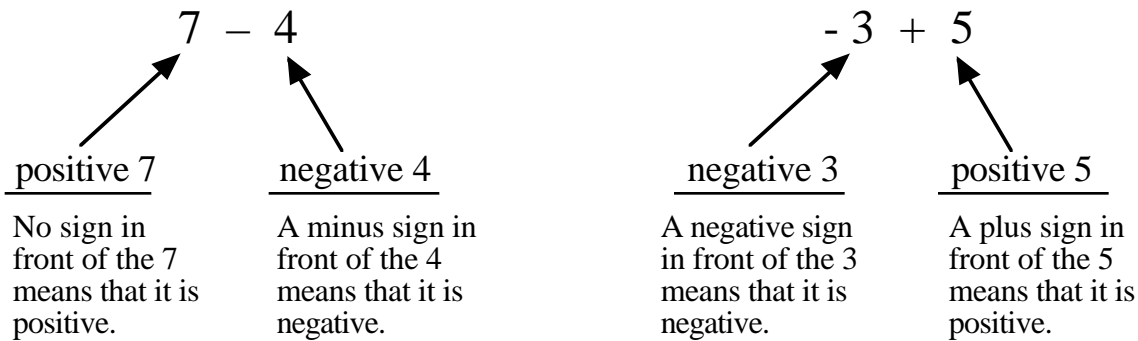 7 – 4
positive 7
No sign in
front of the 7
means that it is
positive.
negative 4
A minus sign in
front of the 4
means that it is
negative.
- 3 + 5
negative 3
A negative sign
in front of the 3
means that it is
negative.
positive 5
A plus sign in
front of the 5
means that it is
positive.